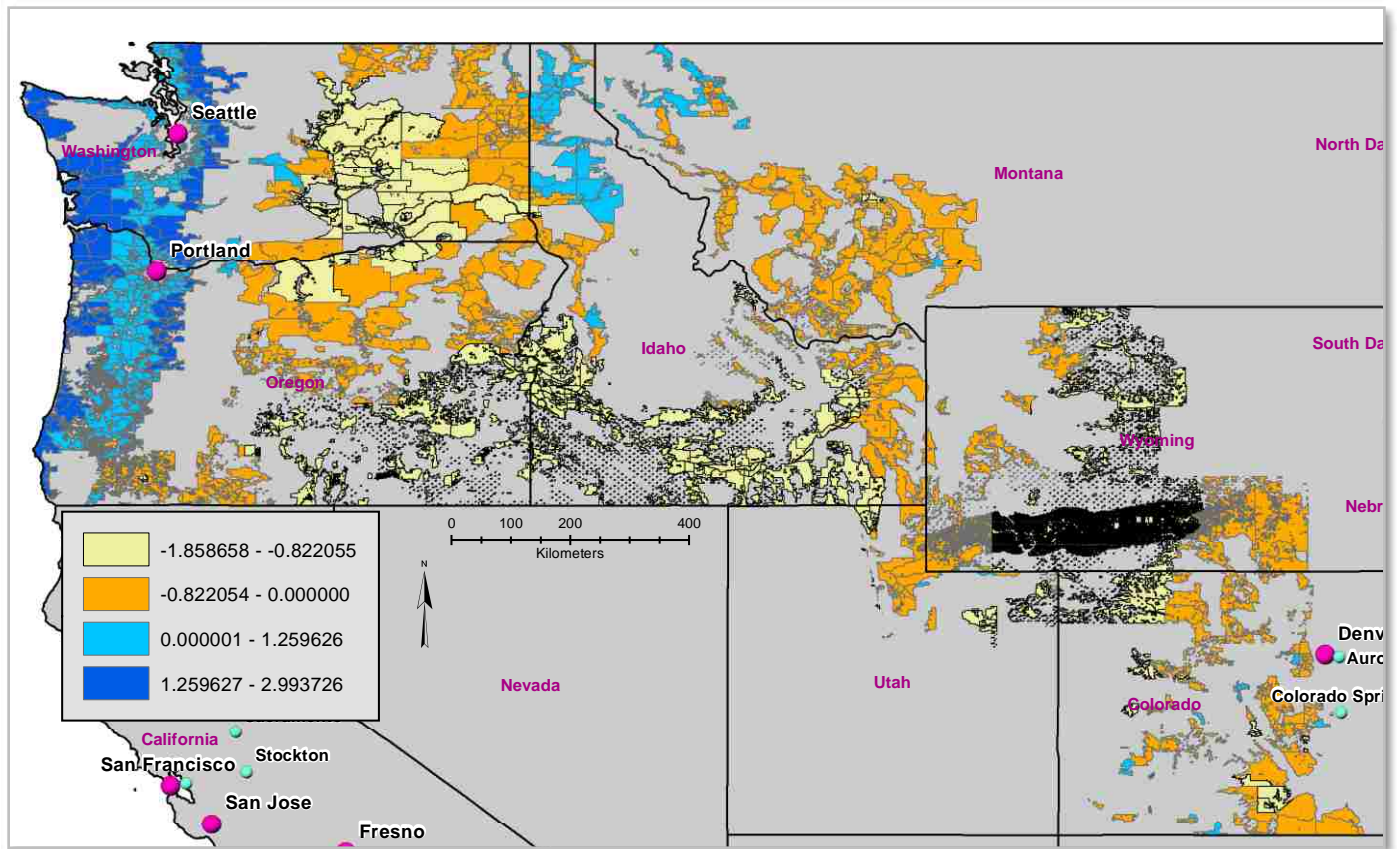 Seattle
Washington
North Da
Montana
Portland
South Da
Idaho
Oregon
Wyoming
Nebr
0 100 200 400
Kilometers
N
-1.858658 - -0.822055
-0.822054 - 0.000000
0.000001 - 1.259626
1.259627 - 2.993726
Denv
Auro
Nevada
Utah
Colorado Spri
Colorado
California
Stockton
San Francisco
San Jose
Fresno